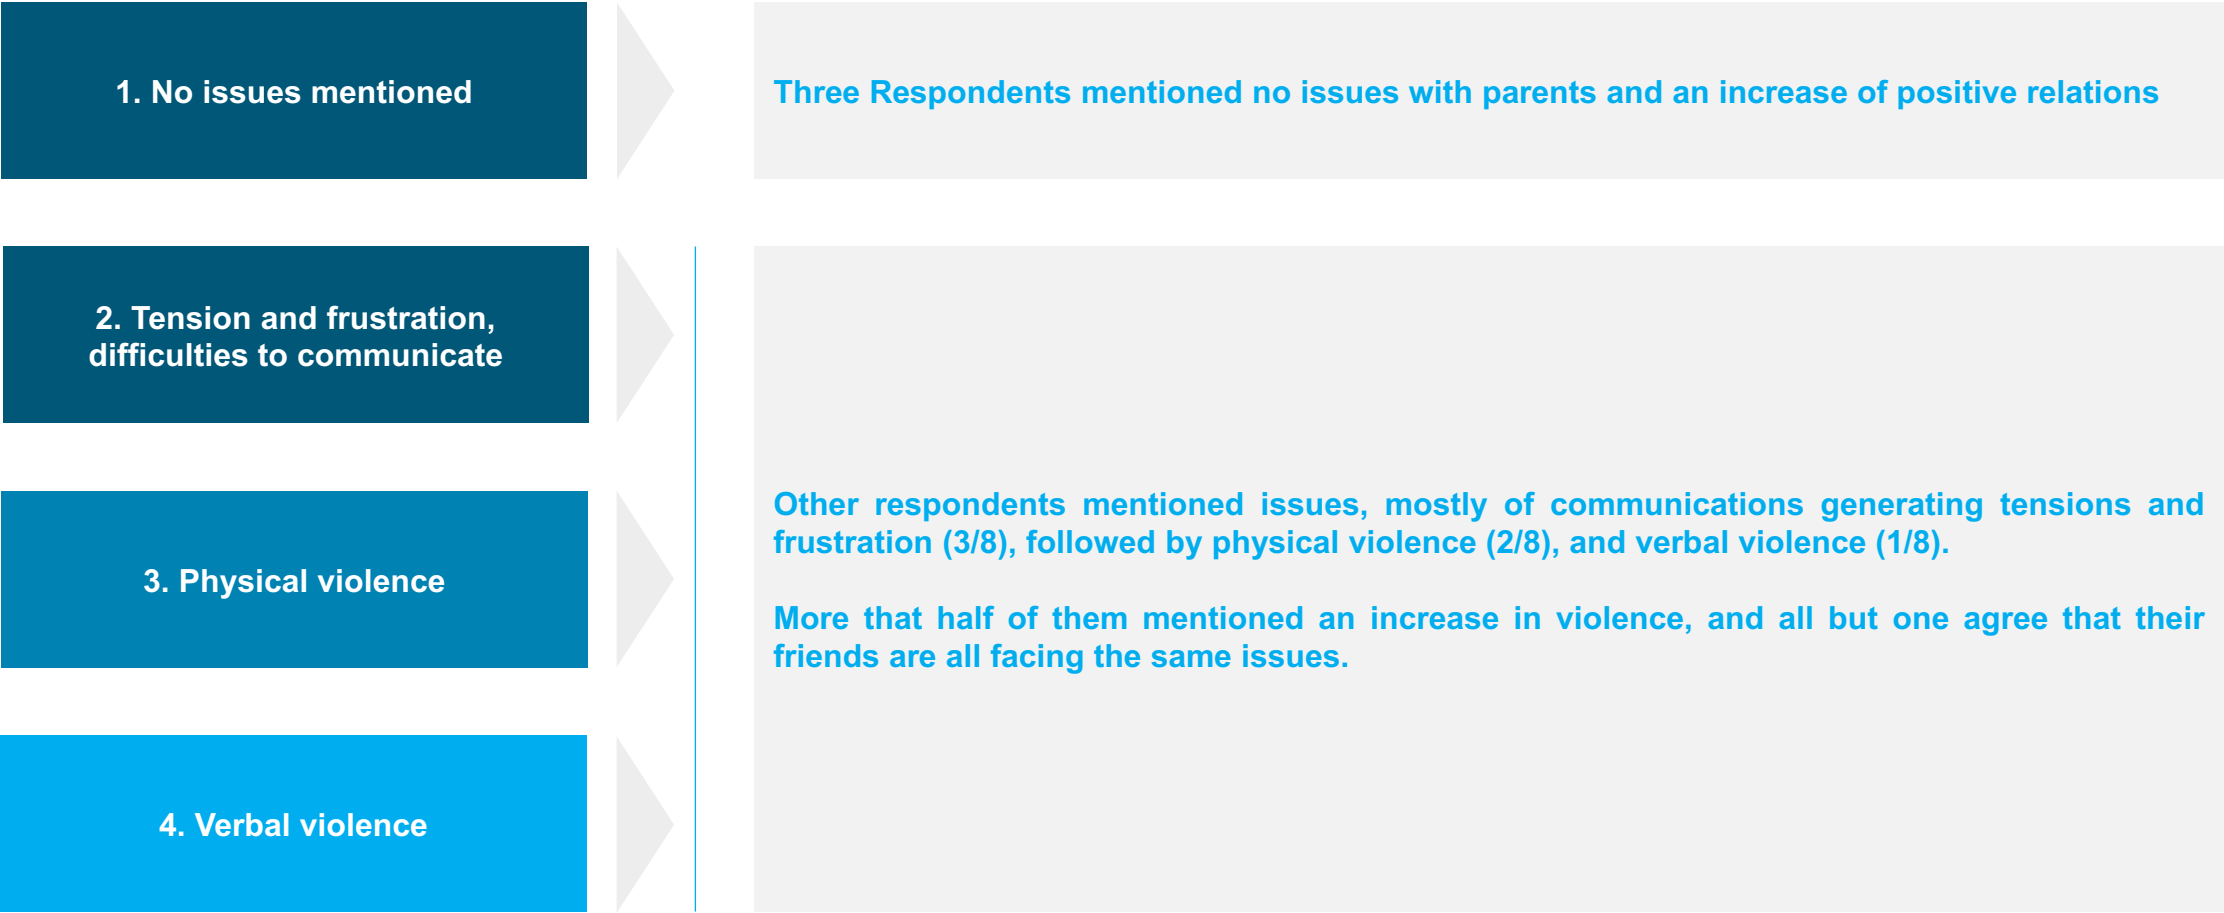 1. No issues mentioned
Three Respondents mentioned no issues with parents and an increase of positive relations
2. Tension and frustration,
difficulties to communicate
3. Physical violence
Other respondents mentioned issues, mostly of communications generating tensions and
frustration (3/8), followed by physical violence (2/8), and verbal violence (1/8).
More that half of them mentioned an increase in violence, and all but one agree that their
friends are all facing the same issues.
4. Verbal violence